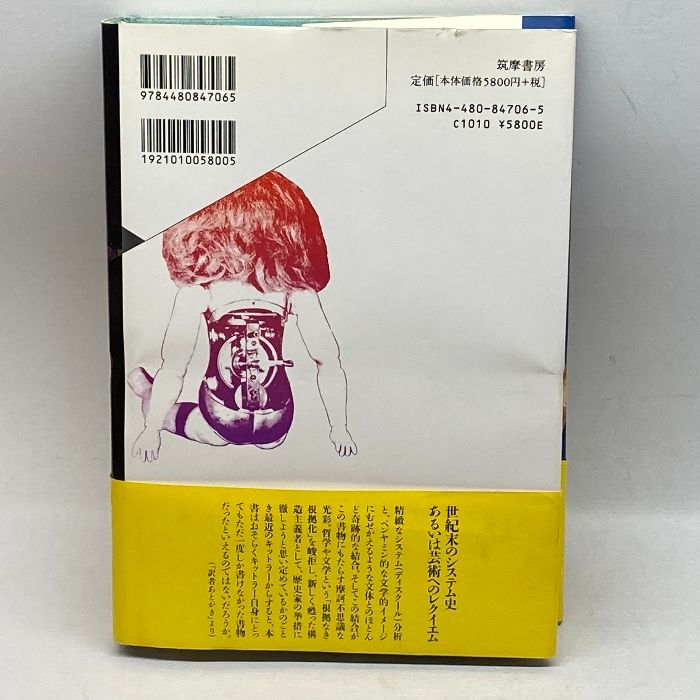 9784480847065
1921010058005
筑摩書房
定価[本体価格5800円+税]
ISBN4-480-84706-5
C1010 ¥5800E
世紀末のシステム史
あるいは芸術へのレクイエム
精緻なシステム(ディスクール)分析
と、ベンヤミン的な文学的イメージ
にむせかえるような文体とのほとん
ど奇跡的な結合。そしてこの結合が
この書物にもたらす摩訶不思議な
光彩。哲学や文学という「根拠なき
根拠化」を峻拒し、新しく甦った構
造主義者として、歴史家の挙措に
徹しようと思い定めているかのごと
き最近のキットラーからすると、本
書はおそらくキットラー自身にとっ
てもただ一度しか書けなかった書物
だったといえるのではないだろうか。
(「訳者あとがき」より)